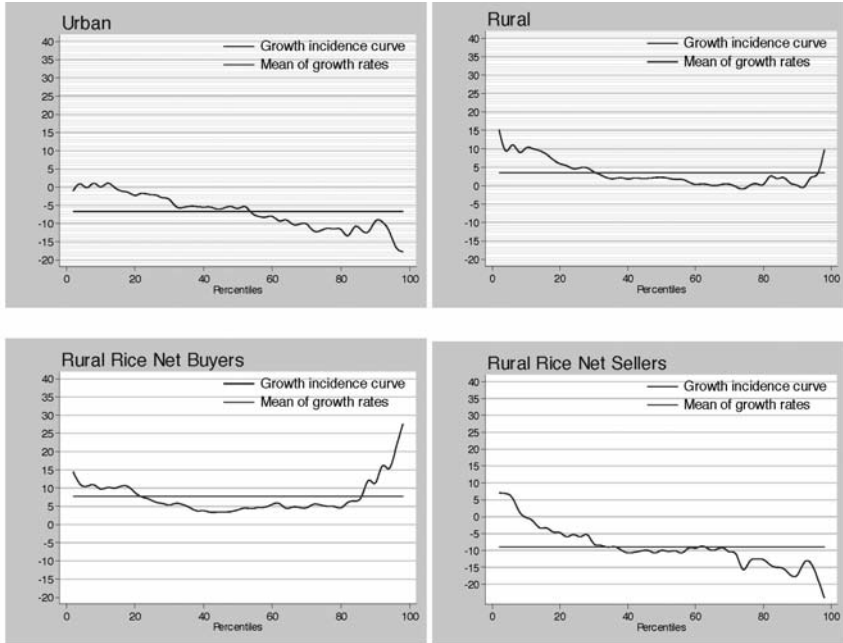 Urban
Growth incidence curve
Mean of growth rates
40
35
30
25
20
15
10
5
0
-5
-10
-15
-20
0 20 40 60 80 100
Percentiles
Rural
Growth incidence curve
Mean of growth rates
40
35
30
25
20
15
10
5
0
-5
-10
-15
-20
0 20 40 60 80 100
Percentiles
Rural Rice Net Buyers
Growth incidence curve
Mean of growth rates
40
35
30
25
20
15
10
5
0
-5
-10
-15
-20
0 20 40 60 80 100
Percentiles
Rural Rice Net Sellers
Growth incidence curve
Mean of growth rates
40
35
30
25
20
15
10
5
0
-5
-10
-15
-20
0 20 40 60 80 100
Percentiles